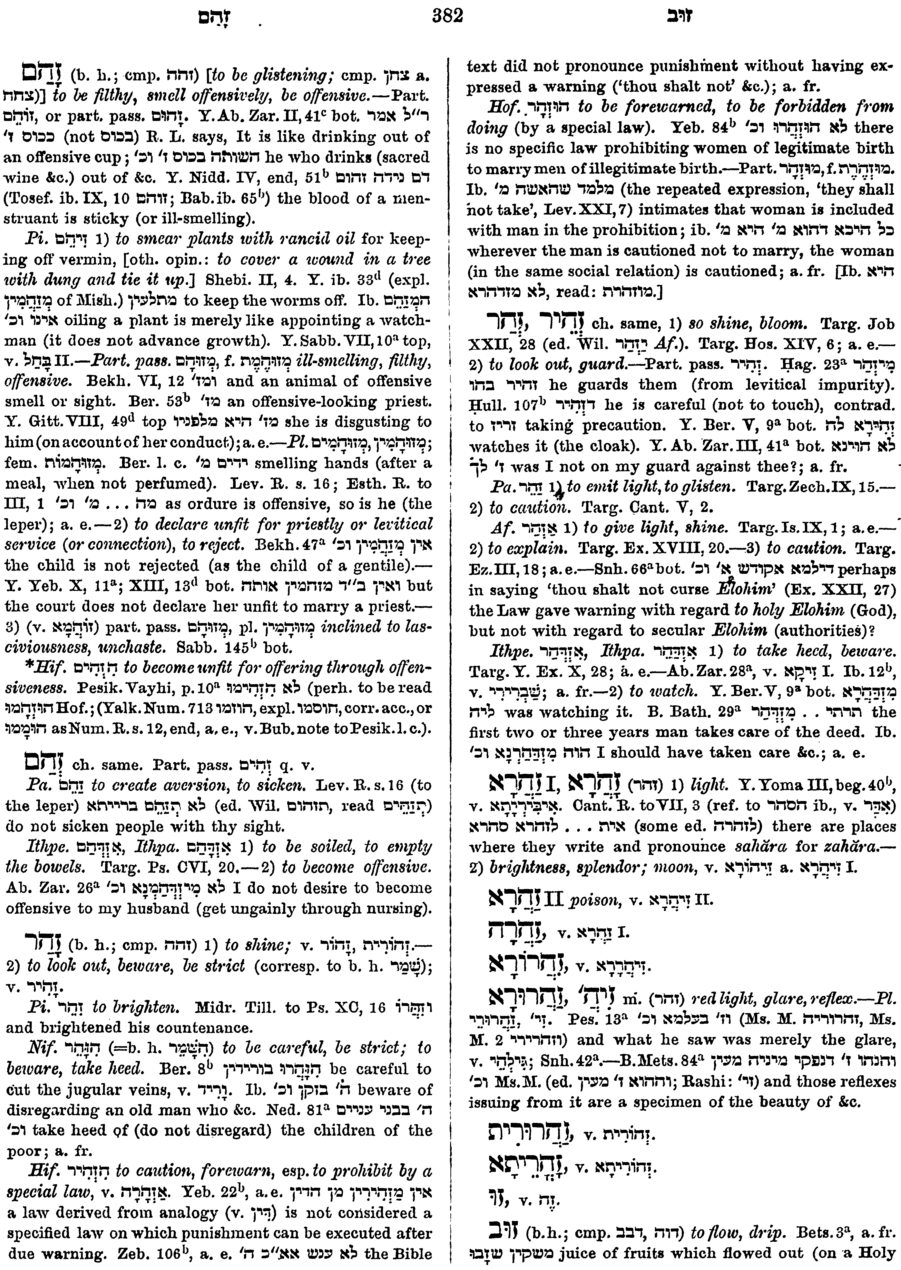 זָהַם 382 זוּב
זָהַם (b. h.; cmp. זהה) [to be glistening; cmp. צחן a.
צחח)] to be filthy, smell offensively, be offensive.—Part.
זוֹהֵם, or part. pass. זָהוּם. Y. Ab. Zar. II, 41ᶜ bot. ר״ל אמר
ככוס ז׳ (not בכוס) R. L. says, It is like drinking out of
an offensive cup; השותה בכוס ז׳ וכ׳ he who drinks (sacred
wine &c.) out of &c. Y. Nidd. IV, end, 51ᵇ דם נידה זהום
(Tosef. ib. IX, 10 זוהם; Bab. ib. 65ᵇ) the blood of a men-
struant is sticky (or ill-smelling).
Pi. זִיהֵם 1) to smear plants with rancid oil for keep-
ing off vermin, [oth. opin.: to cover a wound in a tree
with dung and tie it up.] Shebi. II, 4. Y. ib. 33ᵈ (expl.
מְזַהֲמִין of Mish.) מתלעין to keep the worms off. Ib. המְזַהֵם
אינו וכ׳ oiling a plant is merely like appointing a watch-
man (it does not advance growth). Y. Sabb. VII, 10ᵃ top,
v. בָּחַל II.—Part. pass. מְזוּהָם, f. מְזוּהֶמֶת ill-smelling, filthy,
offensive. Bekh. VI, 12 ומז׳ and an animal of offensive
smell or sight. Ber. 53ᵇ מז׳ an offensive-looking priest.
Y. Gitt. VIII, 49ᵈ top מז׳ היא מלפניו she is disgusting to
him (on account of her conduct); a. e.—Pl. מְזוּהָמִים, מְזוּהָמִין;
fem. מְזוּהָמוֹת. Ber. l. c. ידים מ׳ smelling hands (after a
meal, when not perfumed). Lev. R. s. 16; Esth. R. to
III, 1 מה ... מ׳ וכ׳ as ordure is offensive, so is he (the
leper); a. e.—2) to declare unfit for priestly or levitical
service (or connection), to reject. Bekh. 47ᵃ אין מְזַהֲמִין וכ׳
the child is not rejected (as the child of a gentile).—
Y. Yeb. X, 11ᵃ; XIII, 13ᵈ bot. ואין ב״ד מזהמין אותה but
the court does not declare her unfit to marry a priest.—
3) (v. זוֹהֲמָא) part. pass. מְזוּהָם, pl. מְזוּהָמִין inclined to las-
civiousness, unchaste. Sabb. 145ᵇ bot.
*Hif. הִזְהִים to become unfit for offering through offen-
siveness. Pesik. Vayhi, p. 10ᵃ לא הִזְהִימוּ (perh. to be read
הוּזְהֲמוּ Hof.; (Yalk. Num. 713 הוזמו, expl. הוסמו, corr. acc., or
הוּמְמוּ as Num. R. s. 12, end, a. e., v. Bub. note to Pesik. l. c.).
זְהַם ch. same. Part. pass. זְהִים q. v.
Pa. זַהֵם to create aversion, to sicken. Lev. R. s. 16 (to
the leper) לא תְזַהֵם ברייתא (ed. Wil. תזהום, read תְזַהֵים)
do not sicken people with thy sight.
Ithpe. אִזְדְּהֵם, Ithpa. אִזְדַּהֵם 1) to be soiled, to empty
the bowels. Targ. Ps. CVI, 20.—2) to become offensive.
Ab. Zar. 26ᵃ לא מִיזְדַּהֲמְנָא וכ׳ I do not desire to become
offensive to my husband (get ungainly through nursing).
זָהַר (b. h.; cmp. זהה) 1) to shine; v. זָהוֹר, זְהוֹרִית.—
2) to look out, beware, be strict (corresp. to b. h. שָׁמַר);
v. זָהִיר.
Pi. זִהֵר to brighten. Midr. Till. to Ps. XC, 16 וזִהֲרוֹ
and brightened his countenance.
Nif. הִזָּהֵר (=b. h. הִשָּׁמֵר) to be careful, be strict; to
beware, take heed. Ber. 8ᵇ הִזָּהֲרוּ בורידין be careful to
cut the jugular veins, v. וְרִיד. Ib. ה׳ בזקן וכ׳ beware of
disregarding an old man who &c. Ned. 81ᵃ ה׳ בבני עניים
וכ׳ take heed of (do not disregard) the children of the
poor; a. fr.
Hif. הִזְהִיר to caution, forewarn, esp. to prohibit by a
special law, v. אַזְהָרָה. Yeb. 22ᵇ, a. e. אין מַזְהִירִין מן הדין
a law derived from analogy (v. דִּין) is not considered a
specified law on which punishment can be executed after
due warning. Zeb. 106ᵇ, a. e. לא ענש אא״כ ה׳ the Bible
text did not pronounce punishment without having ex-
pressed a warning (‘thou shalt not’ &c.); a. fr.
Hof. הוּזְהַר to be forewarned, to be forbidden from
doing (by a special law). Yeb. 84ᵇ לא הוּזְהֲרוּ וכ׳ there
is no specific law prohibiting women of legitimate birth
to marry men of illegitimate birth.—Part. מוּזְהָר, f. מוּזְהֶרֶת.
Ib. מלמד שהאשה מ׳ (the repeated expression, ‘they shall
not take’, Lev. XXI, 7) intimates that woman is included
with man in the prohibition; ib. כל היכא דהוא מ׳ היא מ׳
wherever the man is cautioned not to marry, the woman
(in the same social relation) is cautioned; a. fr. [Ib. היא
לא מזדהרא, read: מוזהרת.]
זְהַר, זְהֵיר ch. same, 1) so shine, bloom. Targ. Job
XXII, 28 (ed. Wil. יַזְהַר Af.). Targ. Hos. XIV, 6; a. e.—
2) to look out, guard.—Part. pass. זְהִיר. Hag. 23ᵃ מִיזְהַר
זהיר בהו he guards them (from levitical impurity).
Hull. 107ᵇ דזְהִיר he is careful (not to touch), contrad.
to זריז taking precaution. Y. Ber. V, 9ᵃ bot. זְהִירָא לה
watches it (the cloak). Y. Ab. Zar. III, 41ᵃ bot. לא הוינא
ז׳ לָךְ was I not on my guard against thee?; a. fr.
Pa. זַהַר 1) to emit light, to glisten. Targ. Zech. IX, 15.—
2) to caution. Targ. Cant. V, 2.
Af. אַזְהַר 1) to give light, shine. Targ. Is. IX, 1; a. e.—
2) to explain. Targ. Ex. XVIII, 20.—3) to caution. Targ.
Ez. III, 18; a. e.—Snh. 66ᵃ bot. דילמא אקודש א׳ וכ׳ perhaps
in saying ‘thou shalt not curse Elohim’ (Ex. XXII, 27)
the Law gave warning with regard to holy Elohim (God),
but not with regard to secular Elohim (authorities)?
Ithpe. אִזְדְּהַר, Ithpa. אִזְדַּהַר 1) to take heed, beware.
Targ. Y. Ex. X, 28; a. e.—Ab. Zar. 28ᵃ, v. זִיקָא I. Ib. 12ᵇ,
v. שַׁבְרִירֵי; a. fr.—2) to watch. Y. Ber. V, 9ᵃ bot. מִזְדַּהֲרָא
ליה was watching it. B. Bath. 29ᵃ תרתי .. מִזְדַּהַר the
first two or three years man takes care of the deed. Ib.
הוה מִזְדַּהַרְנָא וכ׳ I should have taken care &c.; a. e.
זַהֲרָא I, זָהֳרָא (זהר) 1) light. Y. Yoma III, beg. 40ᵇ,
v. אִיבֵּירְיָיתָא. Cant. R. to VII, 3 (ref. to הסהר ib., v. אִדַּר)
אית ... לזהרא סהרא (some ed. לזהרה) there are places
where they write and pronounce sahăra for zahăra.—
2) brightness, splendor; moon, v. זִיהוֹרָא a. זִיהֲרָא I.
זַהֲרָא II poison, v. זִיהֲרָא II.
זַהֲרָה, v. זַהֲרָא I.
זַהֲרוֹרָא, v. זִיהֲרָרָא.
זַהֲרוּרָא, זִיה׳ m. (זהר) red light, glare, reflex.—Pl.
זַהֲרוּרֵי, זִי׳. Pes. 13ᵃ וז׳ בעלמא וכ׳ (Ms. M. וזהרורייה, Ms.
M. 2 וזהרירי) and what he saw was merely the glare,
v. גִּילְהֵי; Snh. 42ᵃ.—B. Mets. 84ᵃ והנהו ז׳ דנפקי מיניה מעין
וכ׳ Ms. M. (ed. וההוא ז׳ מעין; Rashi: זי׳) and those reflexes
issuing from it are a specimen of the beauty of &c.
זַהֲרוּרִית, v. זְהוֹרִית.
זָהֳרִיתָא, v. זְהוֹרִיתָא.
זוּ, v. זֶה.
זוּב (b. h.; cmp. דוה, דבב) to flow, drip. Bets. 3ᵃ, a. fr.
משקין שזָבוּ juice of fruits which flowed out (on a Holy